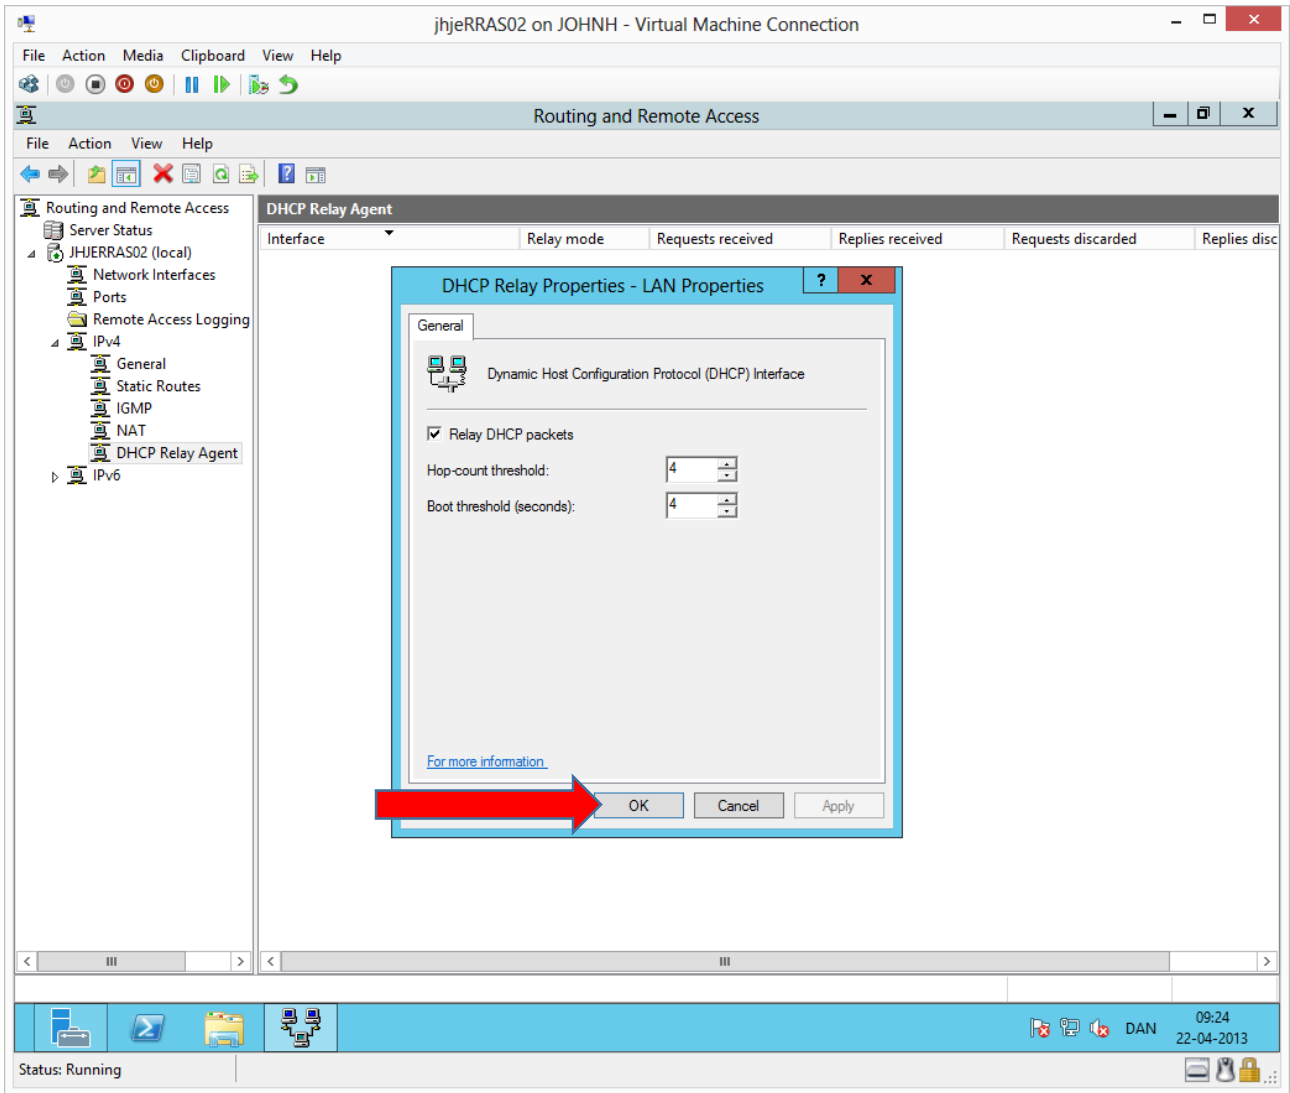 jhjeRRAS02 on JOHNH - Virtual Machine Connection
File Action Media Clipboard View Help
Routing and Remote Access
File Action View Help
Routing and Remote Access
Server Status
JHJERRAS02 (local)
Network Interfaces
Ports
Remote Access Logging
IPv4
General
Static Routes
IGMP
NAT
DHCP Relay Agent
IPv6
DHCP Relay Agent
Interface Relay mode Requests received Replies received Requests discarded Replies disc
DHCP Relay Properties - LAN Properties
General
Dynamic Host Configuration Protocol (DHCP) Interface
Relay DHCP packets
Hop-count threshold: 4
Boot threshold (seconds): 4
For more information
OK Cancel Apply
DAN
09:24
22-04-2013
Status: Running